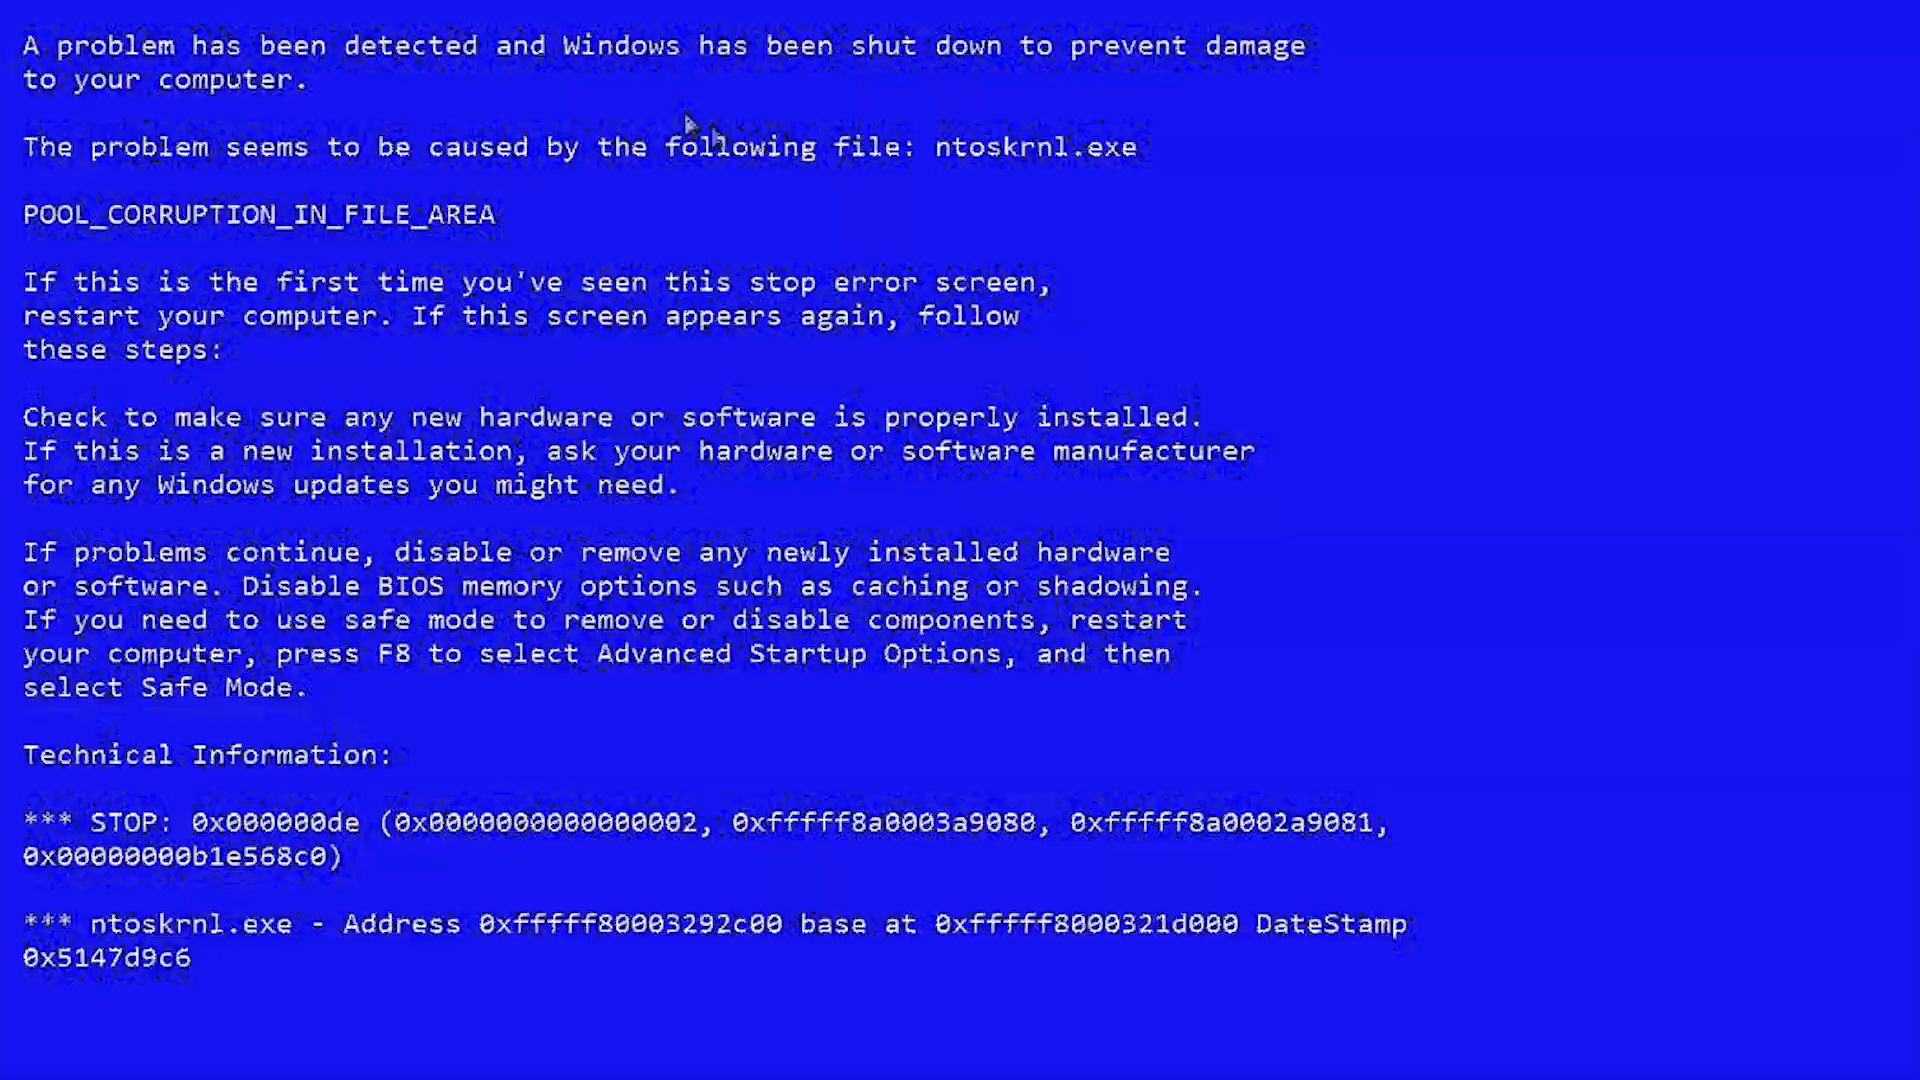 A problem has been detected and Windows has been shut down to prevent damage
to your computer.
The problem seems to be caused by the following file: ntoskrnl.exe
POOL_CORRUPTION_IN_FILE_AREA
If this is the first time you've seen this stop error screen,
restart your computer. If this screen appears again, follow
these steps:
Check to make sure any new hardware or software is properly installed.
If this is a new installation, ask your hardware or software manufacturer
for any Windows updates you might need.
If problems continue, disable or remove any newly installed hardware
or software. Disable BIOS memory options such as caching or shadowing.
If you need to use safe mode to remove or disable components, restart
your computer, press F8 to select Advanced Startup Options, and then
select Safe Mode.
Technical Information:
*** STOP: 0x000000de (0x0000000000000002, 0xfffff8a0003a9080, 0xfffff8a0002a9081,
0x00000000b1e568c0)
*** ntoskrnl.exe - Address 0xfffff80003292c00 base at 0xfffff8000321d000 DateStamp
0x5147d9c6